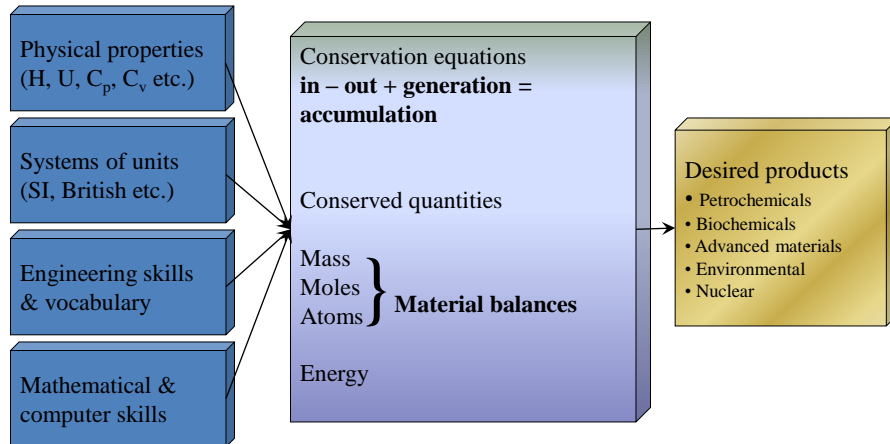 Physical properties
(H, U, Cp, Cv etc.)
Systems of units
(SI, British etc.)
Engineering skills
& vocabulary
Mathematical &
computer skills
Conservation equations
in – out + generation =
accumulation
Conserved quantities
Mass
Moles
Atoms
Material balances
Energy
Desired products
• Petrochemicals
• Biochemicals
• Advanced materials
• Environmental
• Nuclear